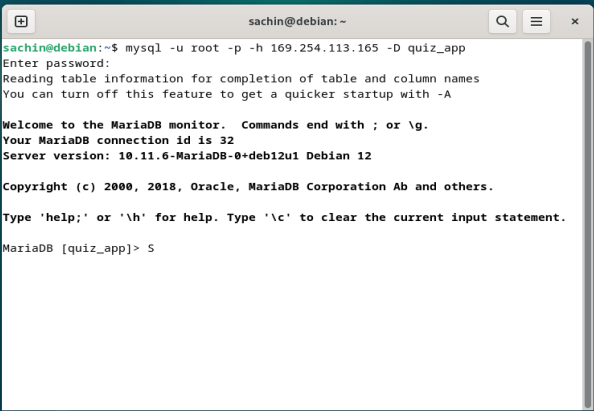 sachin@debian: ~
sachin@debian:~$ mysql -u root -p -h 169.254.113.165 -D quiz_app
Enter password:
Reading table information for completion of table and column names
You can turn off this feature to get a quicker startup with -A
Welcome to the MariaDB monitor.  Commands end with ; or \g.
Your MariaDB connection id is 32
Server version: 10.11.6-MariaDB-0+deb12u1 Debian 12
Copyright (c) 2000, 2018, Oracle, MariaDB Corporation Ab and others.
Type 'help;' or '\h' for help. Type '\c' to clear the current input statement.
MariaDB [quiz_app]> S